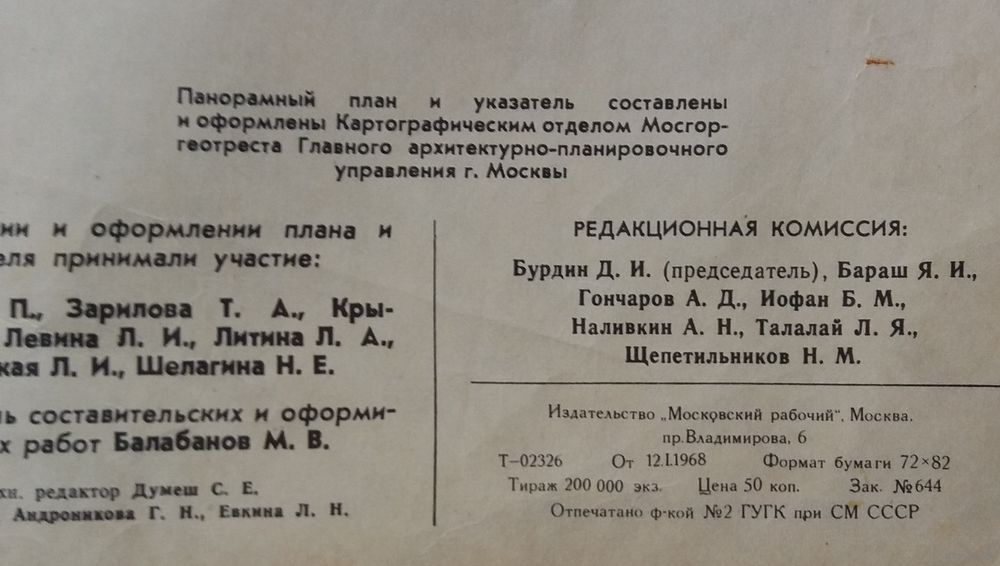 Панорамный план и указатель составлены
и оформлены Картографическим отделом Мосгор-
геотреста Главного архитектурно-планировочного
управления г. Москвы
ии и оформлении плана и
еля принимали участие:
П., Зарилова Т. А., Кры-
Левина Л. И., Литина Л. А.,
кая Л. И., Шелагина Н. Е.
ь составительских и оформи-
х работ Балабанов М. В.
хн. редактор Думеш С. Е.
Андроникова Г. Н., Евкина Л. Н.
РЕДАКЦИОННАЯ КОМИССИЯ:
Бурдин Д. И. (председатель), Бараш Я. И.,
Гончаров А. Д., Иофан Б. М.,
Наливкин А. Н., Талалай Л. Я.,
Щепетильников Н. М.
Издательство „Московский рабочий", Москва.
пр.Владимирова, 6
Т-02326 От 12.I.1968 Формат бумаги 72×82
Тираж 200 000 экз. Цена 50 коп. Зак. №644
Отпечатано ф-кой №2 ГУГК при СМ СССР